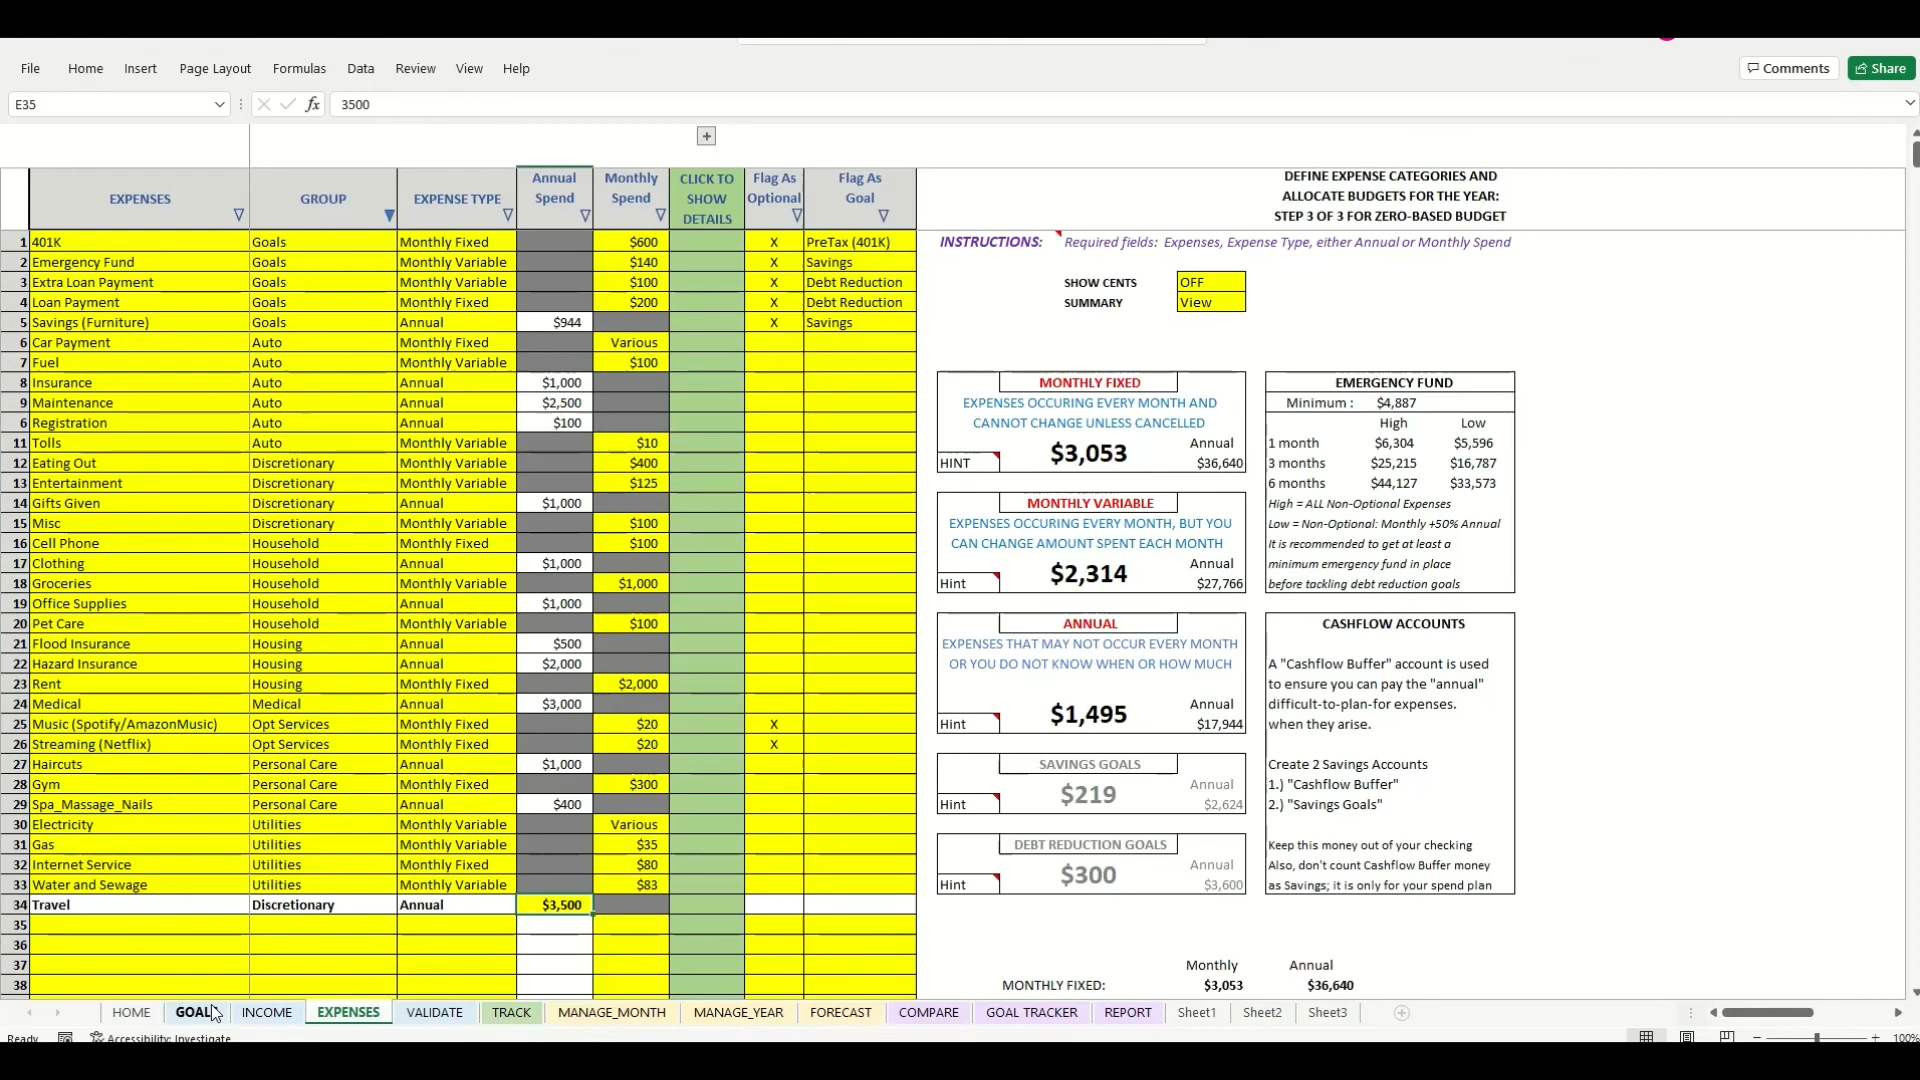 File Home Insert Page Layout Formulas Data Review View Help Comments Share
E35 fx 3500
+
EXPENSES GROUP EXPENSE TYPE Annual Spend Monthly Spend CLICK TO SHOW DETAILS Flag As Optional Flag As Goal
1 401K Goals Monthly Fixed $600 X PreTax (401K)
2 Emergency Fund Goals Monthly Variable $140 X Savings
3 Extra Loan Payment Goals Monthly Variable $100 X Debt Reduction
4 Loan Payment Goals Monthly Fixed $200 X Debt Reduction
5 Savings (Furniture) Goals Annual $944 X Savings
6 Car Payment Auto Monthly Fixed Various
7 Fuel Auto Monthly Variable $100
8 Insurance Auto Annual $1,000
9 Maintenance Auto Annual $2,500
6 Registration Auto Annual $100
11 Tolls Auto Monthly Variable $10
12 Eating Out Discretionary Monthly Variable $400
13 Entertainment Discretionary Monthly Variable $125
14 Gifts Given Discretionary Annual $1,000
15 Misc Discretionary Monthly Variable $100
16 Cell Phone Household Monthly Fixed $100
17 Clothing Household Annual $1,000
18 Groceries Household Monthly Variable $1,000
19 Office Supplies Household Annual $1,000
20 Pet Care Household Monthly Variable $100
21 Flood Insurance Housing Annual $500
22 Hazard Insurance Housing Annual $2,000
23 Rent Housing Monthly Fixed $2,000
24 Medical Medical Annual $3,000
25 Music (Spotify/AmazonMusic) Opt Services Monthly Fixed $20 X
26 Streaming (Netflix) Opt Services Monthly Fixed $20 X
27 Haircuts Personal Care Annual $1,000
28 Gym Personal Care Monthly Fixed $300
29 Spa_Massage_Nails Personal Care Annual $400
30 Electricity Utilities Monthly Variable Various
31 Gas Utilities Monthly Variable $35
32 Internet Service Utilities Monthly Fixed $80
33 Water and Sewage Utilities Monthly Variable $83
34 Travel Discretionary Annual $3,500
35
36
37
38
DEFINE EXPENSE CATEGORIES AND
ALLOCATE BUDGETS FOR THE YEAR:
STEP 3 OF 3 FOR ZERO-BASED BUDGET
INSTRUCTIONS: Required fields: Expenses, Expense Type, either Annual or Monthly Spend
SHOW CENTS OFF
SUMMARY View
MONTHLY FIXED
EXPENSES OCCURING EVERY MONTH AND
CANNOT CHANGE UNLESS CANCELLED
$3,053 Annual
HINT $36,640
MONTHLY VARIABLE
EXPENSES OCCURING EVERY MONTH, BUT YOU
CAN CHANGE AMOUNT SPENT EACH MONTH
$2,314 Annual
Hint $27,766
ANNUAL
EXPENSES THAT MAY NOT OCCUR EVERY MONTH
OR YOU DO NOT KNOW WHEN OR HOW MUCH
$1,495 Annual
Hint $17,944
SAVINGS GOALS
$219 Annual
Hint $2,624
DEBT REDUCTION GOALS
$300 Annual
Hint $3,600
EMERGENCY FUND
Minimum : $4,887
High Low
1 month $6,304 $5,596
3 months $25,215 $16,787
6 months $44,127 $33,573
High = ALL Non-Optional Expenses
Low = Non-Optional: Monthly +50% Annual
It is recommended to get at least a
minimum emergency fund in place
before tackling debt reduction goals
CASHFLOW ACCOUNTS
A "Cashflow Buffer" account is used
to ensure you can pay the "annual"
difficult-to-plan-for expenses.
when they arise.
Create 2 Savings Accounts
1.) "Cashflow Buffer"
2.) "Savings Goals"
Keep this money out of your checking
Also, don't count Cashflow Buffer money
as Savings; it is only for your spend plan
Monthly Annual
MONTHLY FIXED: $3,053 $36,640
HOME GOALS INCOME EXPENSES VALIDATE TRACK MANAGE_MONTH MANAGE_YEAR FORECAST COMPARE GOAL TRACKER REPORT Sheet1 Sheet2 Sheet3
Ready Accessibility: Investigate 100%